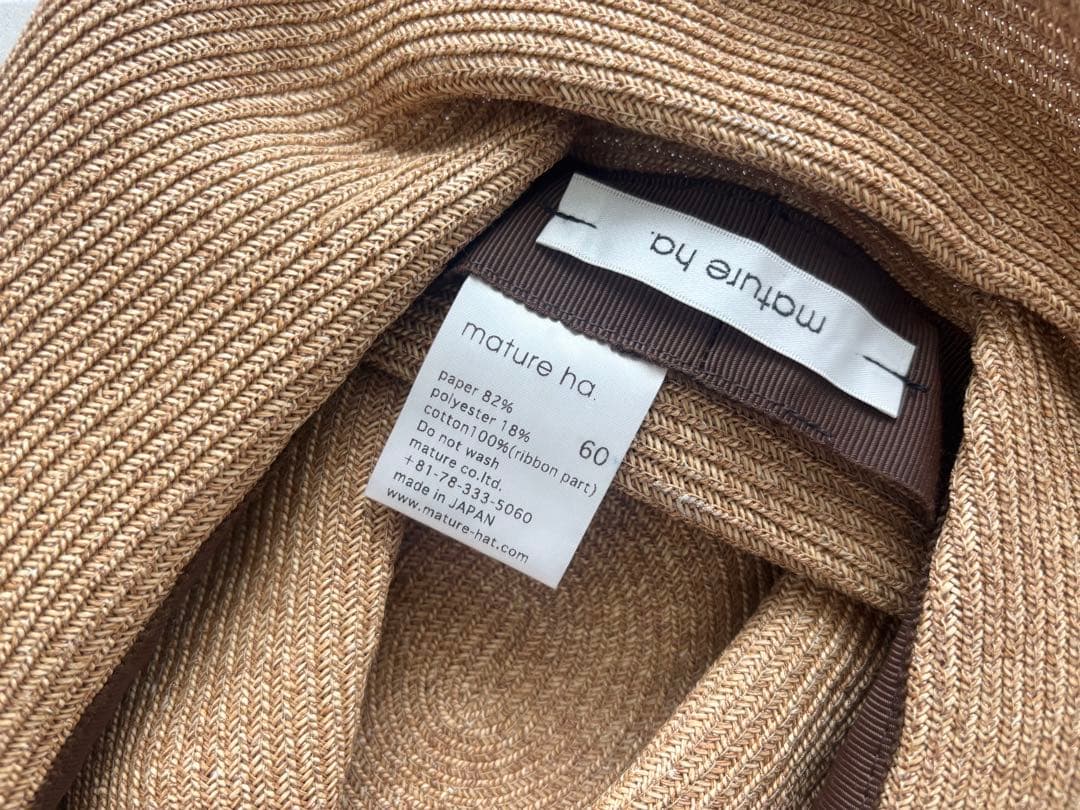 mature ha.
mature ha.
paper 82%
polyester 18%
60
cotton100%(ribbon part)
Do not wash
mature co.ltd.
+81-78-333-5060
made in JAPAN
www.mature-hat.com